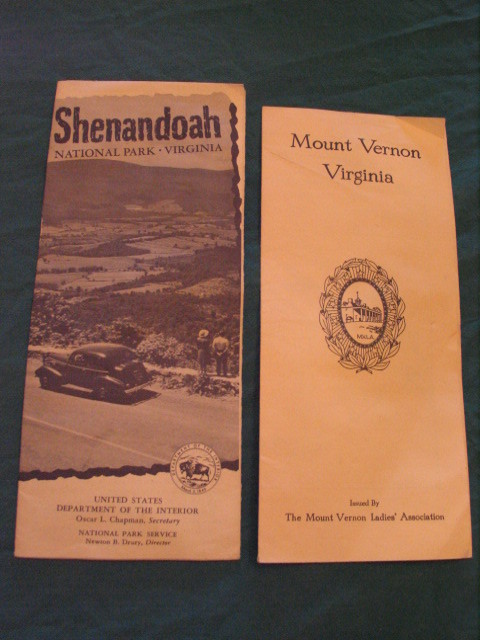 Shenandoah
NATIONAL PARK · VIRGINIA
UNITED STATES
DEPARTMENT OF THE INTERIOR
Oscar L. Chapman, Secretary
NATIONAL PARK SERVICE
Newton B. Drury, Director
Mount Vernon
Virginia
MVLA
Issued By
The Mount Vernon Ladies' Association